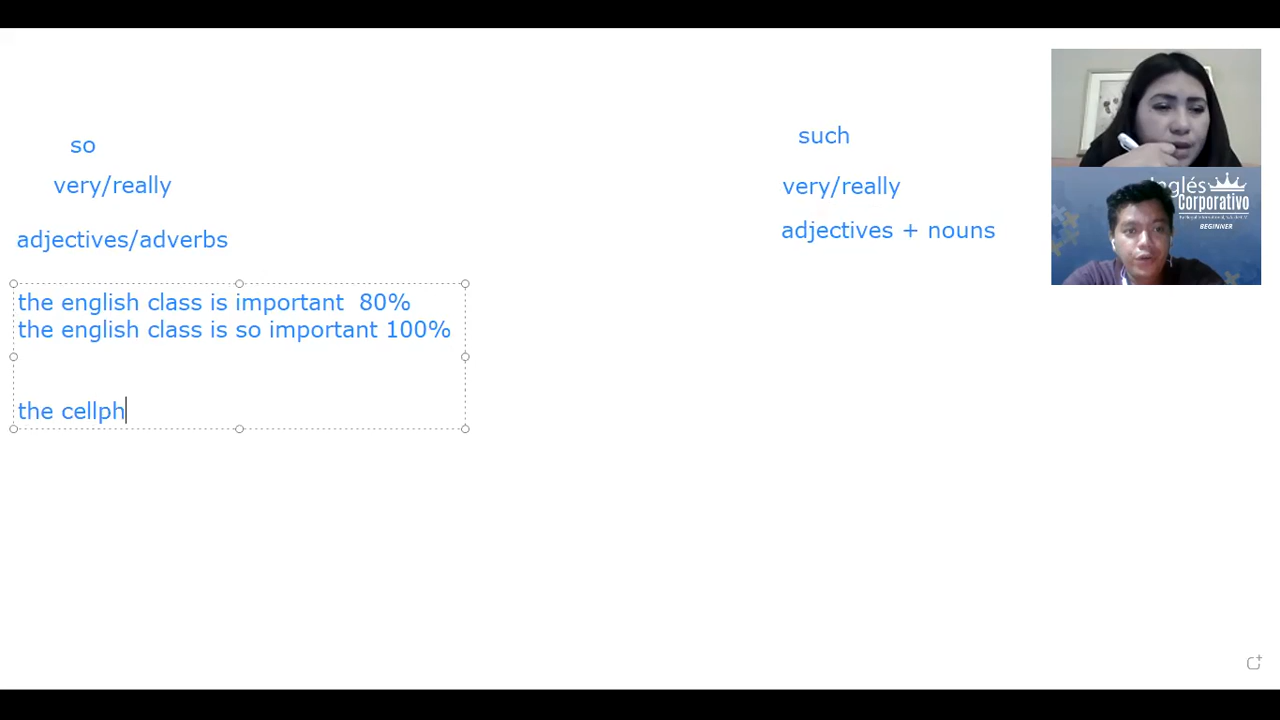 so
very/really
adjectives/adverbs
the english class is important 80%
the english class is so important 100%
the cellph
such
very/really
adjectives + nouns
Inglés
Corporativo
BEGINNER